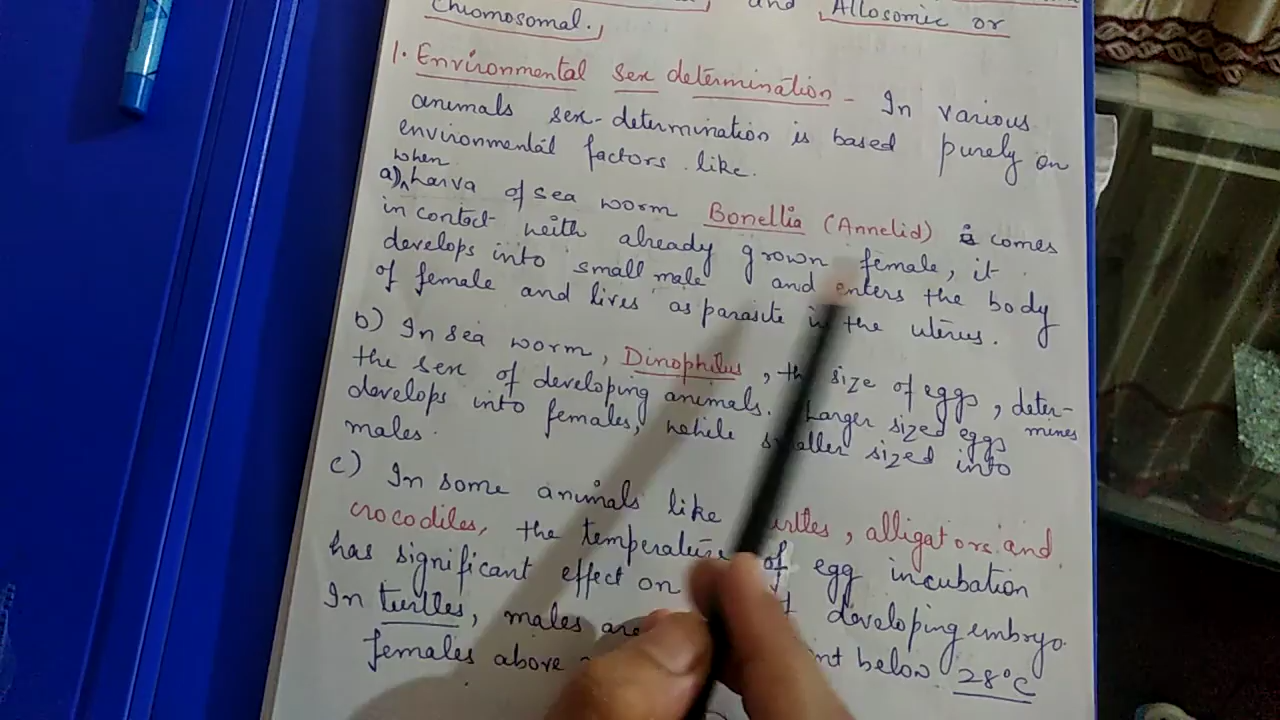 and Allosomic or
Chromosomal.
1. Environmental sex determination - In various
animals sex-determination is based purely on
environmental factors like.
when
a) Larva of sea worm Bonellia (Annelid) comes
in contact with already grown female, it
develops into small male and enters the body
of female and lives as parasite in the uterus.
b) In sea worm, Dinophilus, the size of eggs, deter-
mines
the sex of developing animals. Larger sized eggs
develops into females, while smaller sized into
males.
c) In some animals like turtles, alligators and
crocodiles, the temperature of egg incubation
has significant effect on developing embryo.
In turtles, males are below 28°C
females above